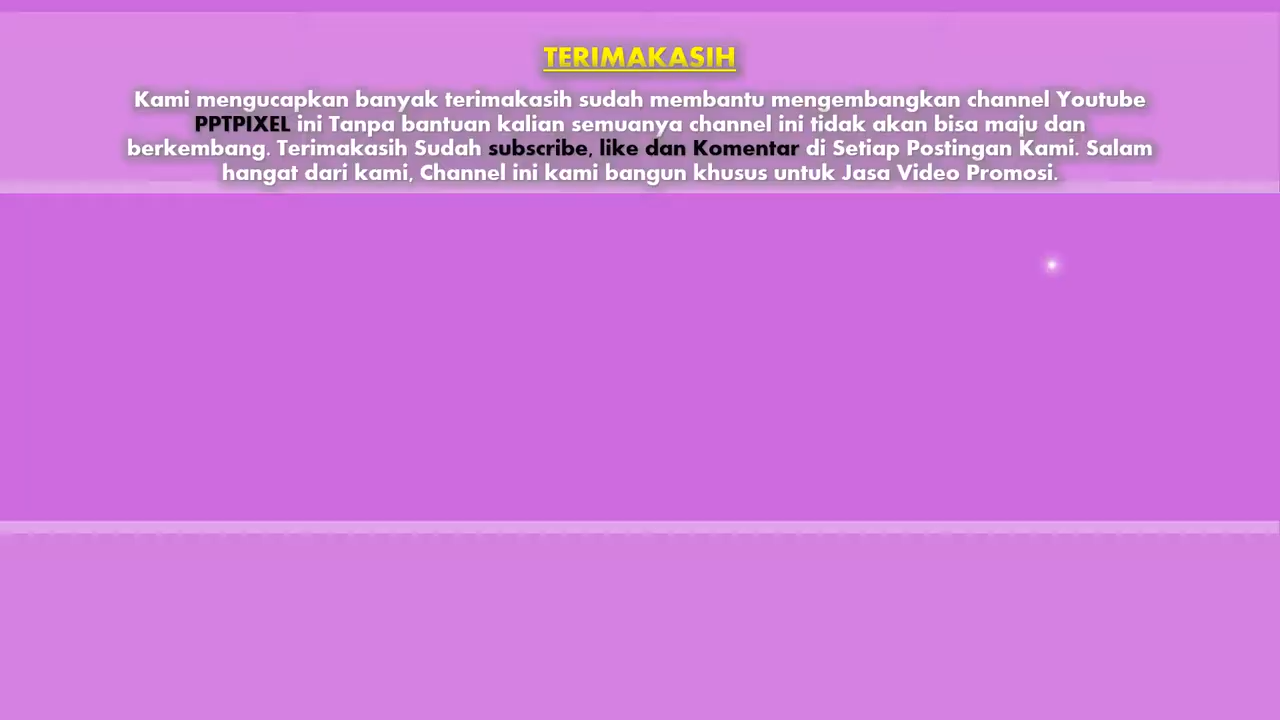 TERIMAKASIH
Kami mengucapkan banyak terimakasih sudah membantu mengembangkan channel Youtube
PPTPIXEL ini Tanpa bantuan kalian semuanya channel ini tidak akan bisa maju dan
berkembang. Terimakasih Sudah subscribe, like dan Komentar di Setiap Postingan Kami. Salam
hangat dari kami, Channel ini kami bangun khusus untuk Jasa Video Promosi.